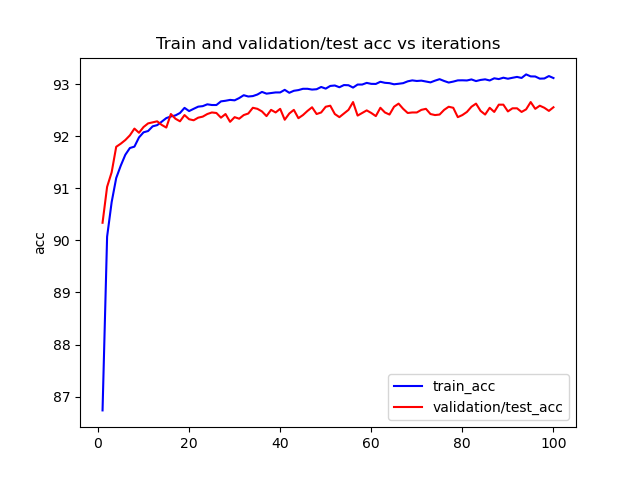 Train and validation/test acc vs iterations
93
92
91
90
89
88
87
acc
train_acc
validation/test_acc
0 20 40 60 80 100